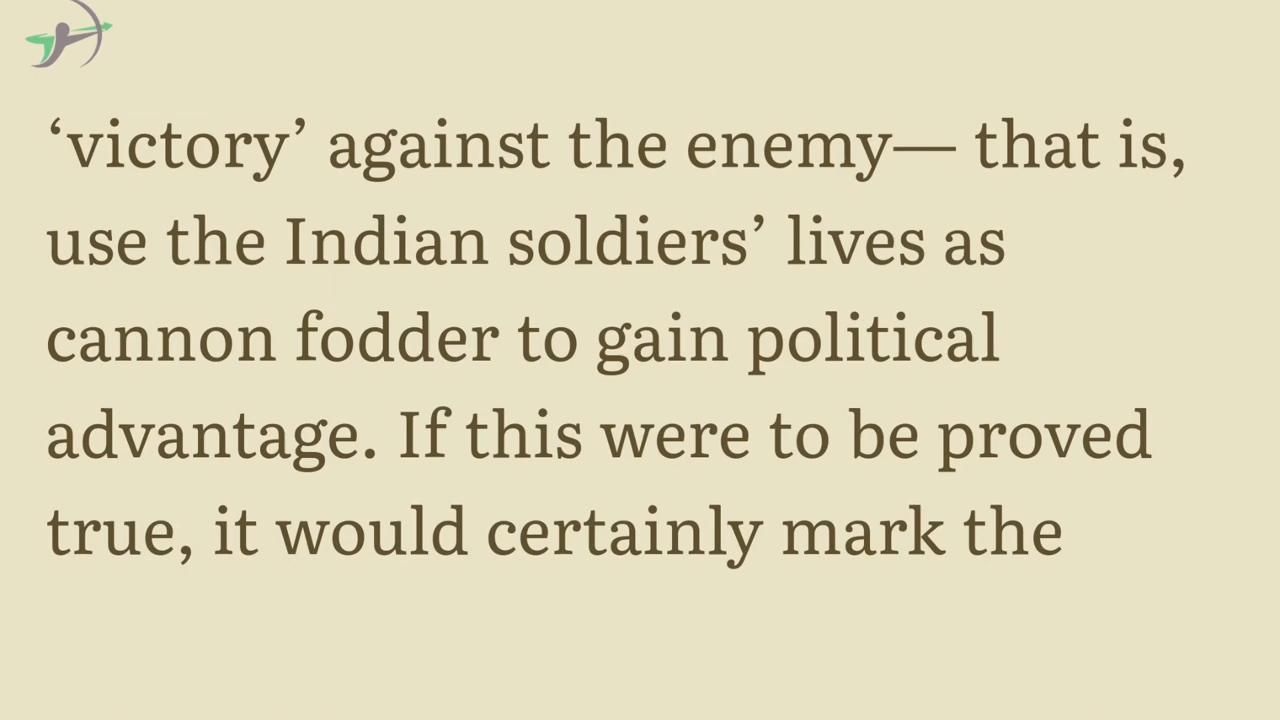 ‘victory’ against the enemy— that is,
use the Indian soldiers’ lives as
cannon fodder to gain political
advantage. If this were to be proved
true, it would certainly mark the